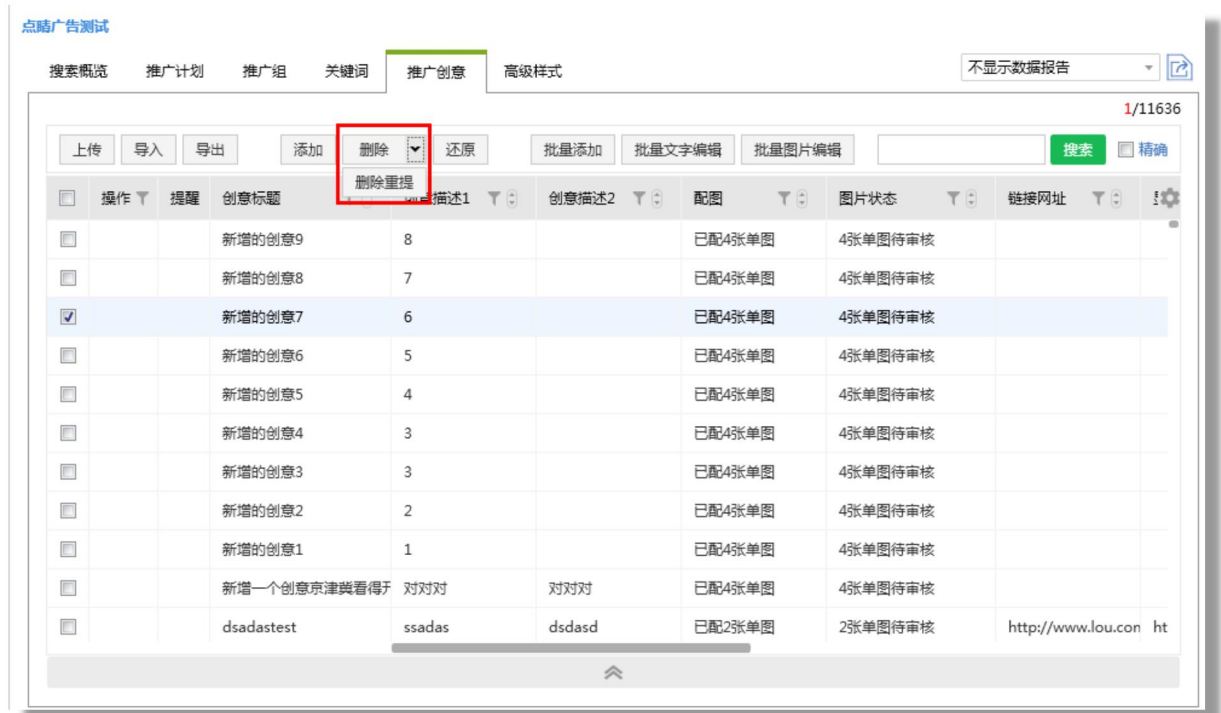 点睛广告测试
搜索概览 推广计划 推广组 关键词 推广创意 高级样式 不显示数据报告
1/11636
上传 导入 导出 添加 删除 还原 批量添加 批量文字编辑 批量图片编辑 搜索 精确
删除重提
操作 提醒 创意标题 创意描述1 创意描述2 配图 图片状态 链接网址
新增的创意9 8 已配4张单图 4张单图待审核
新增的创意8 7 已配4张单图 4张单图待审核
新增的创意7 6 已配4张单图 4张单图待审核
新增的创意6 5 已配4张单图 4张单图待审核
新增的创意5 4 已配4张单图 4张单图待审核
新增的创意4 3 已配4张单图 4张单图待审核
新增的创意3 3 已配4张单图 4张单图待审核
新增的创意2 2 已配4张单图 4张单图待审核
新增的创意1 1 已配4张单图 4张单图待审核
新增一个创意京津冀看得开 对对对 对对对 已配4张单图 4张单图待审核
dsadastest ssadas dsdasd 已配2张单图 2张单图待审核 http://www.lou.com ht